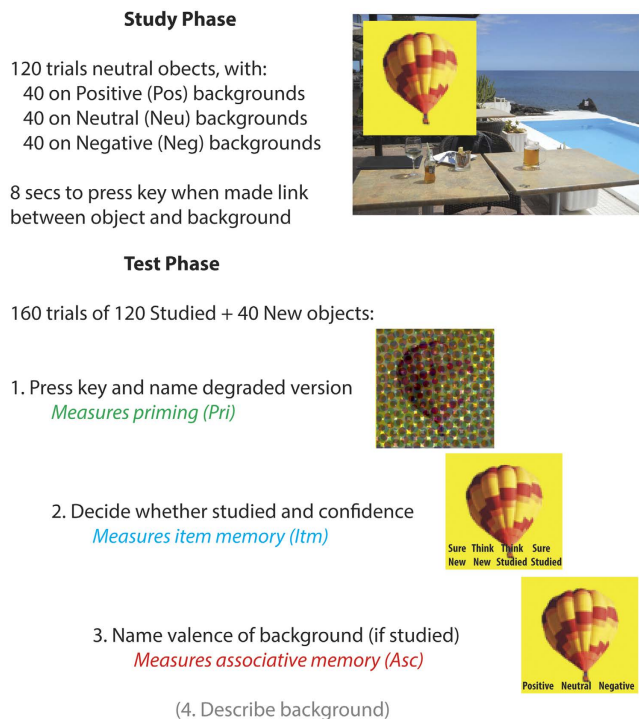 Study Phase
120 trials neutral obects, with:
40 on Positive (Pos) backgrounds
40 on Neutral (Neu) backgrounds
40 on Negative (Neg) backgrounds
8 secs to press key when made link
between object and background
Test Phase
160 trials of 120 Studied + 40 New objects:
1. Press key and name degraded version
Measures priming (Pri)
2. Decide whether studied and confidence
Measures item memory (Itm)
Sure Think Think Sure
New New Studied Studied
3. Name valence of background (if studied)
Measures associative memory (Asc)
Positive Neutral Negative
(4. Describe background)